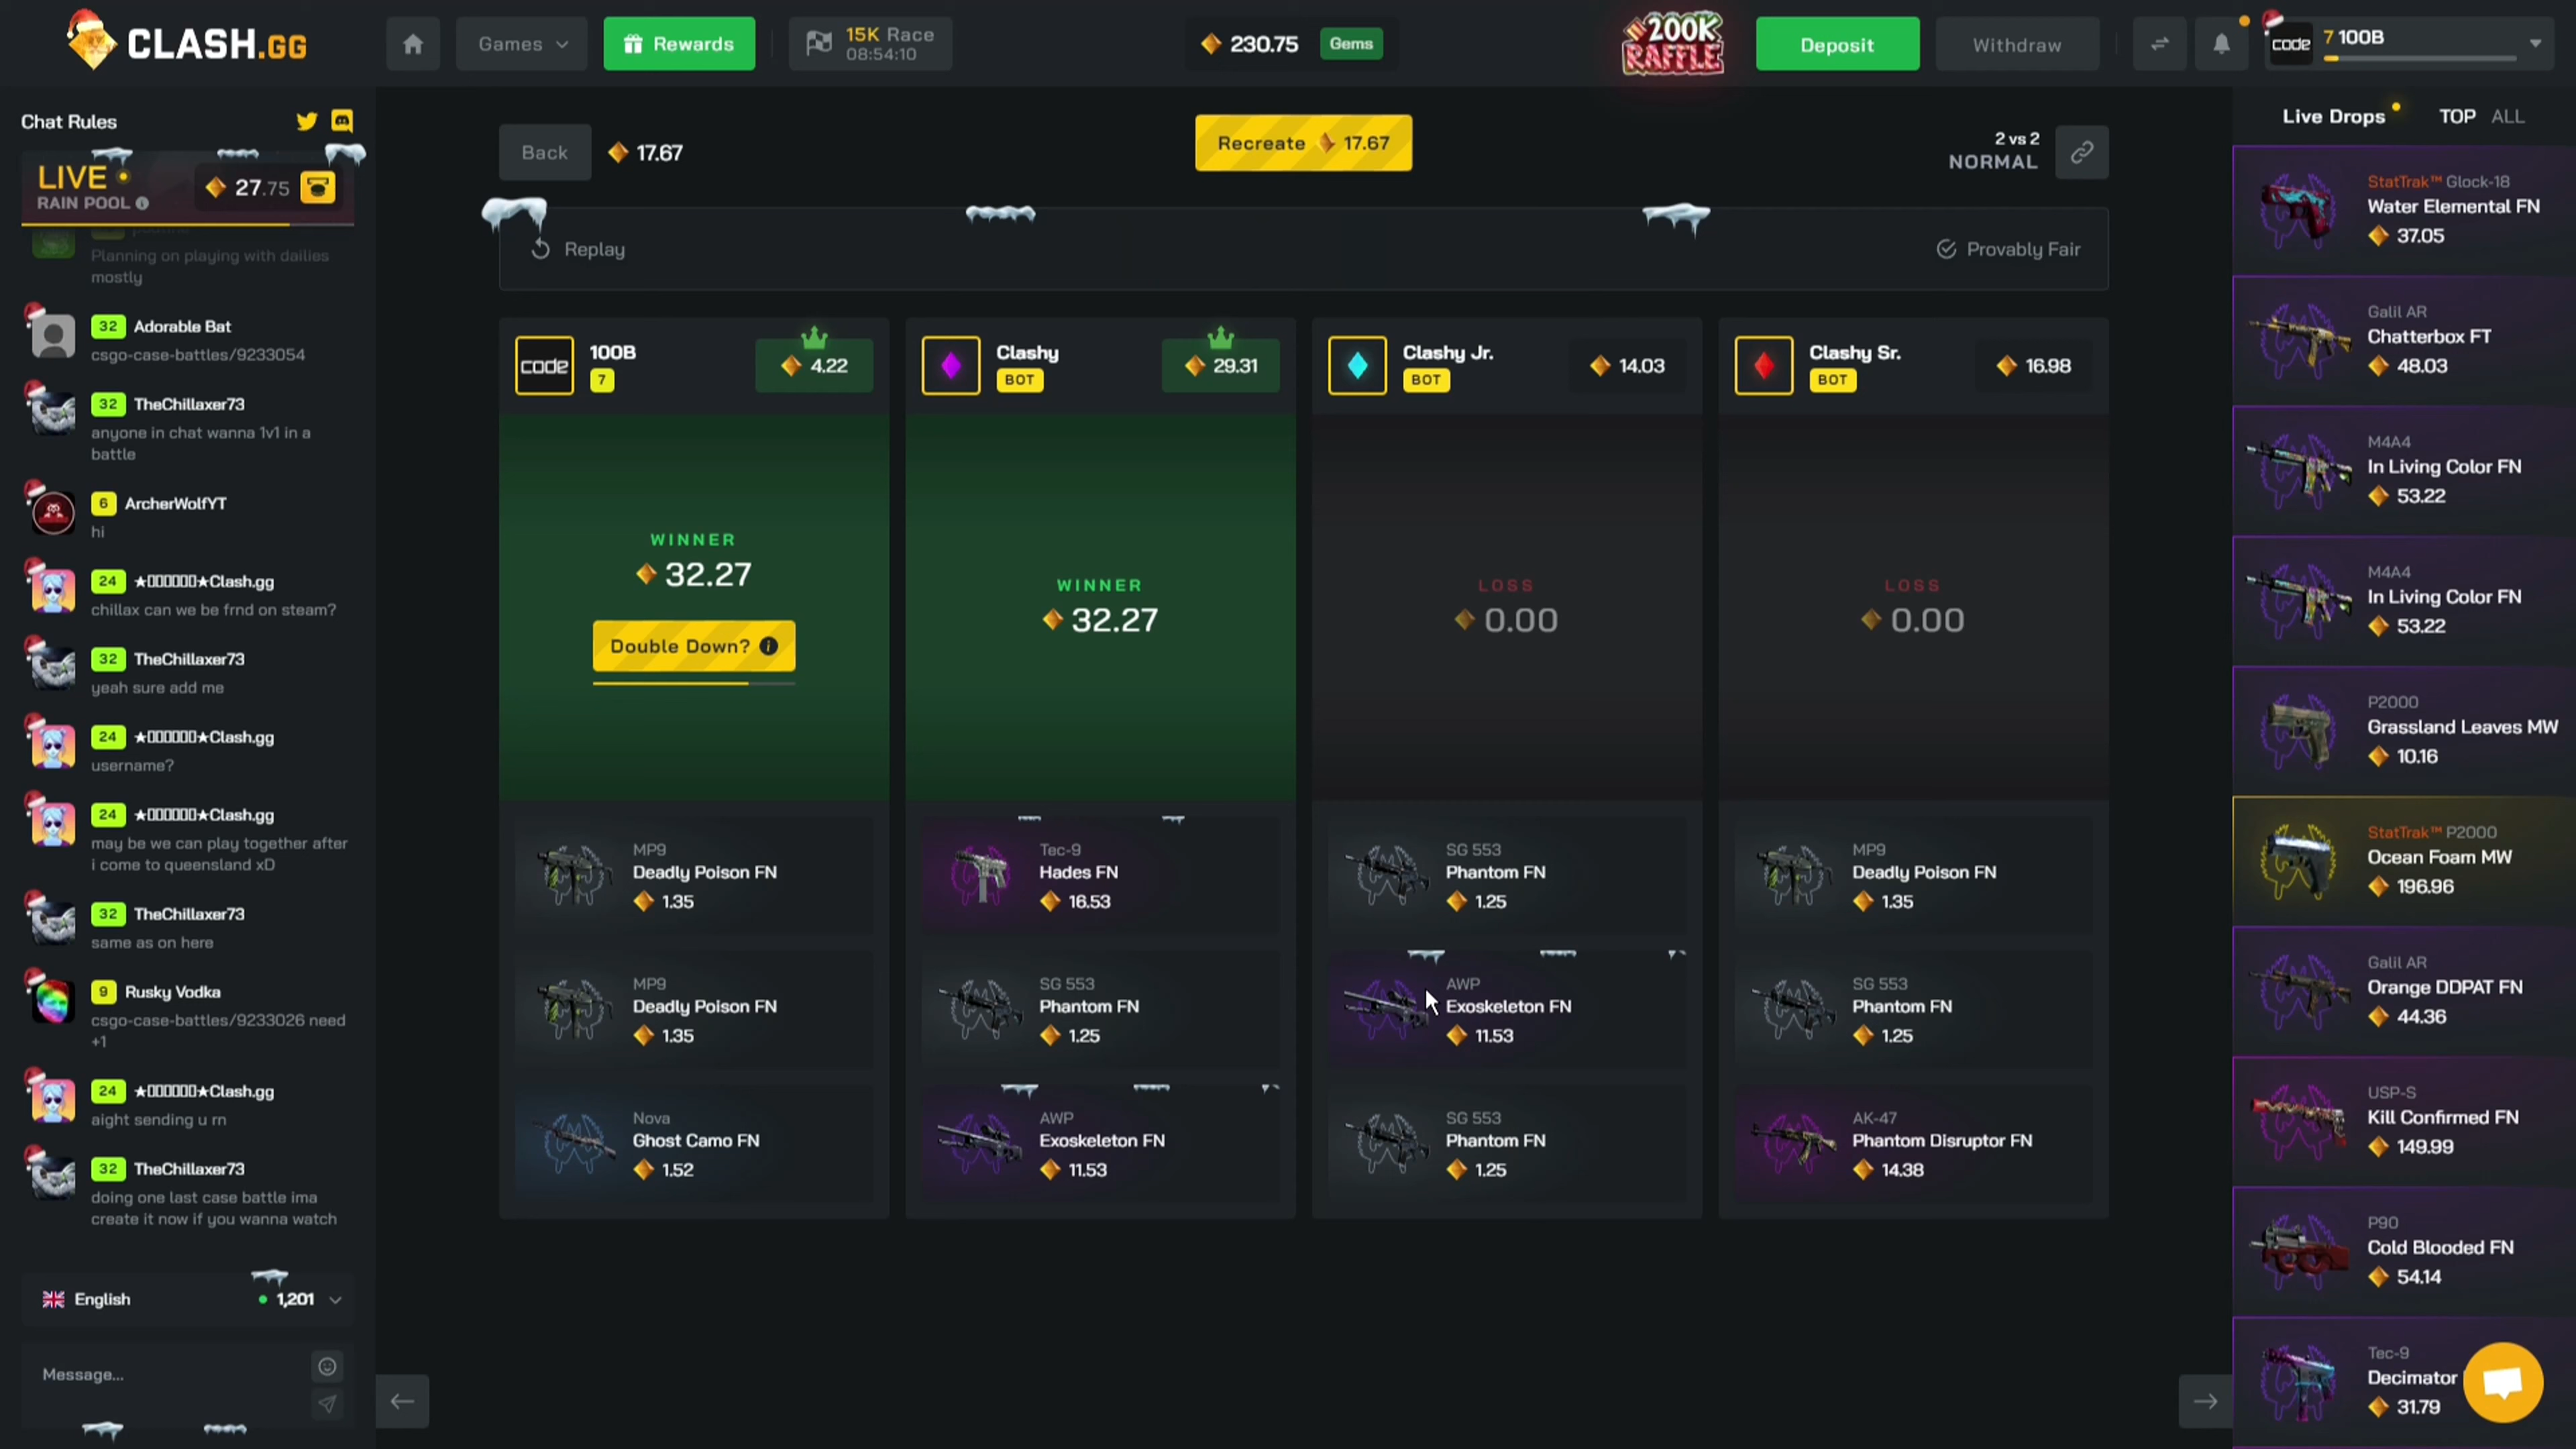 CLASH.GG
Games
Rewards
15K Race
08:54:10
230.75
Gems
200K
RAFFLE
Deposit
Withdraw
code
7 100B
Chat Rules
LIVE
RAIN POOL
27.75
Planning on playing with dailies
mostly
32 Adorable Bat
csgo-case-battles/9233054
32 TheChillaxer73
anyone in chat wanna 1v1 in a
battle
6 ArcherWolfYT
hi
24 ★▯▯▯▯▯▯★Clash.gg
chillax can we be frnd on steam?
32 TheChillaxer73
yeah sure add me
24 ★▯▯▯▯▯▯★Clash.gg
username?
24 ★▯▯▯▯▯▯★Clash.gg
may be we can play together after
i come to queensland xD
32 TheChillaxer73
same as on here
9 Rusky Vodka
csgo-case-battles/9233026 need
+1
24 ★▯▯▯▯▯▯★Clash.gg
aight sending u rn
32 TheChillaxer73
doing one last case battle ima
create it now if you wanna watch
English
1,201
Message...
Back
17.67
Recreate 17.67
2 vs 2
NORMAL
Replay
Provably Fair
code
100B
7
4.22
WINNER
32.27
Double Down?
MP9
Deadly Poison FN
1.35
MP9
Deadly Poison FN
1.35
Nova
Ghost Camo FN
1.52
Clashy
BOT
29.31
WINNER
32.27
Tec-9
Hades FN
16.53
SG 553
Phantom FN
1.25
AWP
Exoskeleton FN
11.53
Clashy Jr.
BOT
14.03
LOSS
0.00
SG 553
Phantom FN
1.25
AWP
Exoskeleton FN
11.53
SG 553
Phantom FN
1.25
Clashy Sr.
BOT
16.98
LOSS
0.00
MP9
Deadly Poison FN
1.35
SG 553
Phantom FN
1.25
AK-47
Phantom Disruptor FN
14.38
Live Drops
TOP ALL
StatTrak™ Glock-18
Water Elemental FN
37.05
Galil AR
Chatterbox FT
48.03
M4A4
In Living Color FN
53.22
M4A4
In Living Color FN
53.22
P2000
Grassland Leaves MW
10.16
StatTrak™ P2000
Ocean Foam MW
196.96
Galil AR
Orange DDPAT FN
44.36
USP-S
Kill Confirmed FN
149.99
P90
Cold Blooded FN
54.14
Tec-9
Decimator
31.79